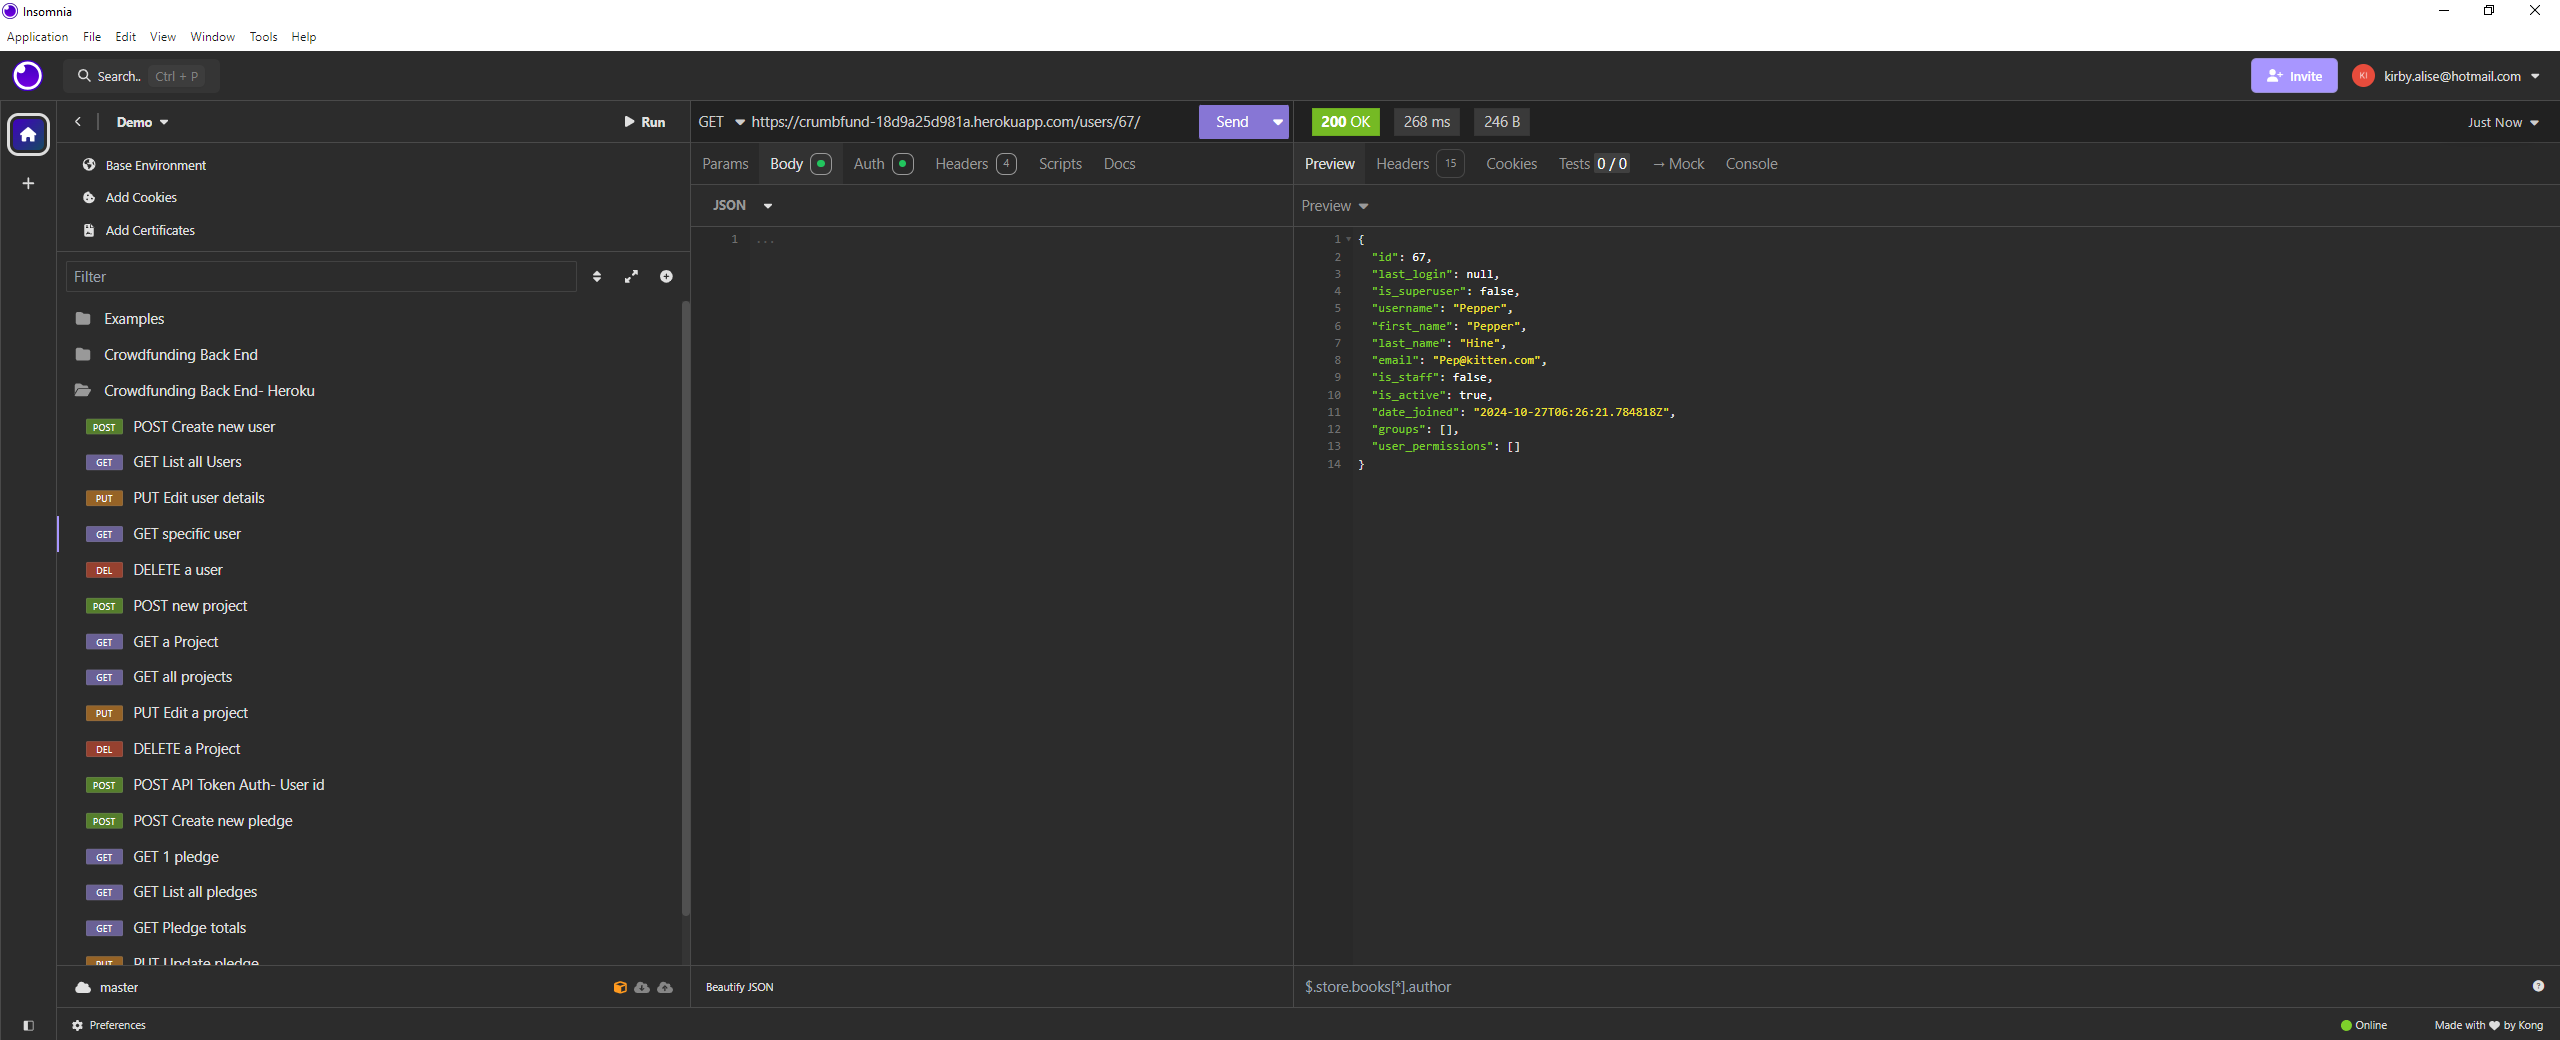 Insomnia
Application File Edit View Window Tools Help
Search.. Ctrl + P
Invite
KI kirby.alise@hotmail.com
Demo
Run
GET https://crumbfund-18d9a25d981a.herokuapp.com/users/67/
Send
200 OK 268 ms 246 B
Just Now
Base Environment
Add Cookies
Add Certificates
Filter
Examples
Crowdfunding Back End
Crowdfunding Back End- Heroku
POST POST Create new user
GET GET List all Users
PUT PUT Edit user details
GET GET specific user
DEL DELETE a user
POST POST new project
GET GET a Project
GET GET all projects
PUT PUT Edit a project
DEL DELETE a Project
POST POST API Token Auth- User id
POST POST Create new pledge
GET GET 1 pledge
GET GET List all pledges
GET GET Pledge totals
PUT PUT Update pledge
master
Preferences
Params Body Auth Headers 4 Scripts Docs
JSON
1 ...
Beautify JSON
Preview Headers 15 Cookies Tests 0 / 0 → Mock Console
Preview
1 {
2 "id": 67,
3 "last_login": null,
4 "is_superuser": false,
5 "username": "Pepper",
6 "first_name": "Pepper",
7 "last_name": "Hine",
8 "email": "Pep@kitten.com",
9 "is_staff": false,
10 "is_active": true,
11 "date_joined": "2024-10-27T06:26:21.784818Z",
12 "groups": [],
13 "user_permissions": []
14 }
$.store.books[*].author
Online
Made with ♥ by Kong